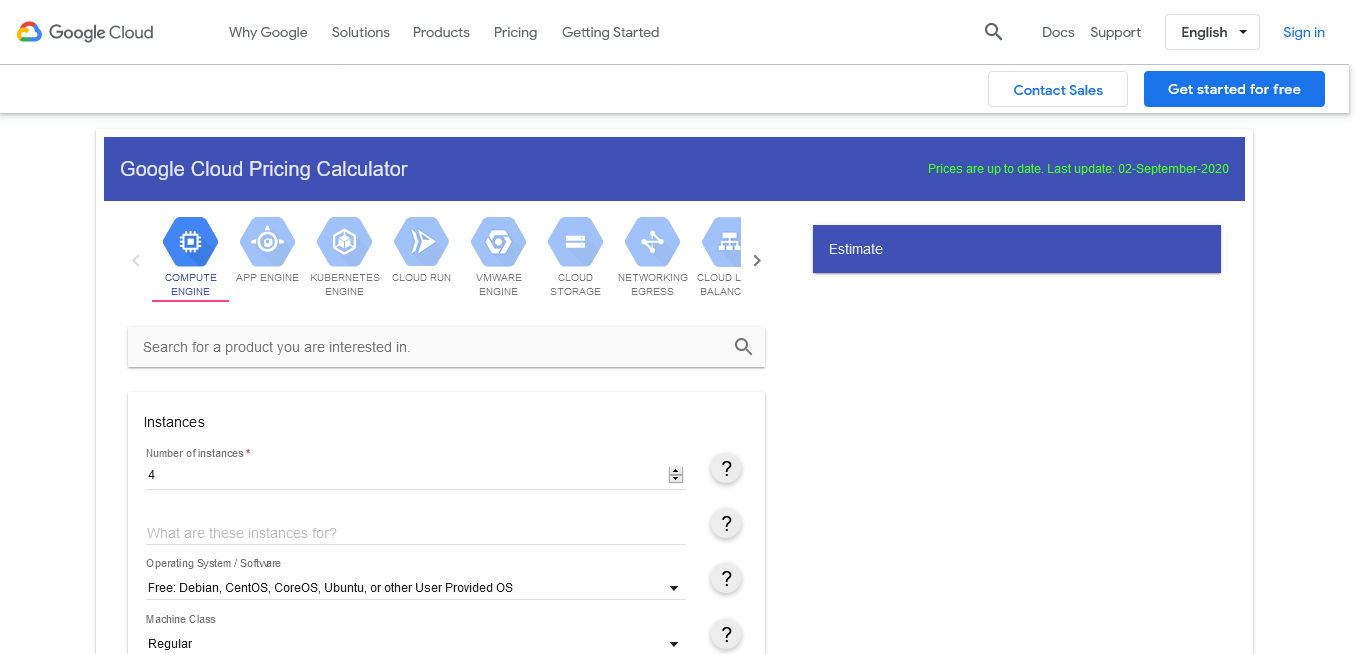 Google Cloud
Why Google
Solutions
Products
Pricing
Getting Started
Docs
Support
English
Sign in
Contact Sales
Get started for free
Google Cloud Pricing Calculator
Prices are up to date. Last update: 02-September-2020
COMPUTE
ENGINE
APP ENGINE
KUBERNETES
ENGINE
CLOUD RUN
VMWARE
ENGINE
CLOUD
STORAGE
NETWORKING
EGRESS
CLOUD L
BALANC
Estimate
Search for a product you are interested in.
Instances
Number of instances *
4
?
What are these instances for?
?
Operating System / Software
Free: Debian, CentOS, CoreOS, Ubuntu, or other User Provided OS
?
Machine Class
Regular
?